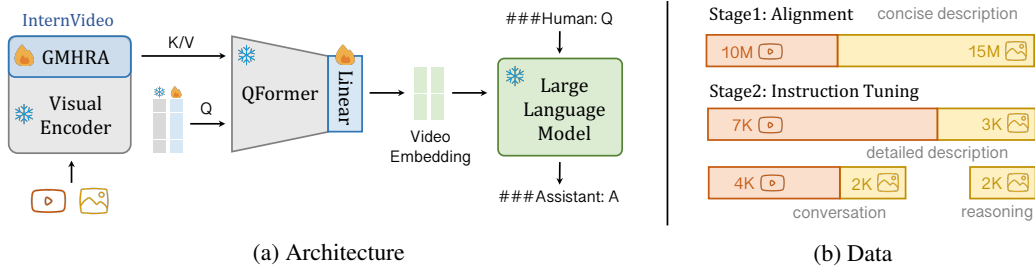 InternVideo
GMHRA
Visual
Encoder
K/V
Q
QFormer
Linear
Video
Embedding
###Human: Q
Large
Language
Model
###Assistant: A
(a) Architecture
Stage1: Alignment
concise description
10M
15M
Stage2: Instruction Tuning
7K
3K
detailed description
4K
2K
2K
conversation
reasoning
(b) Data